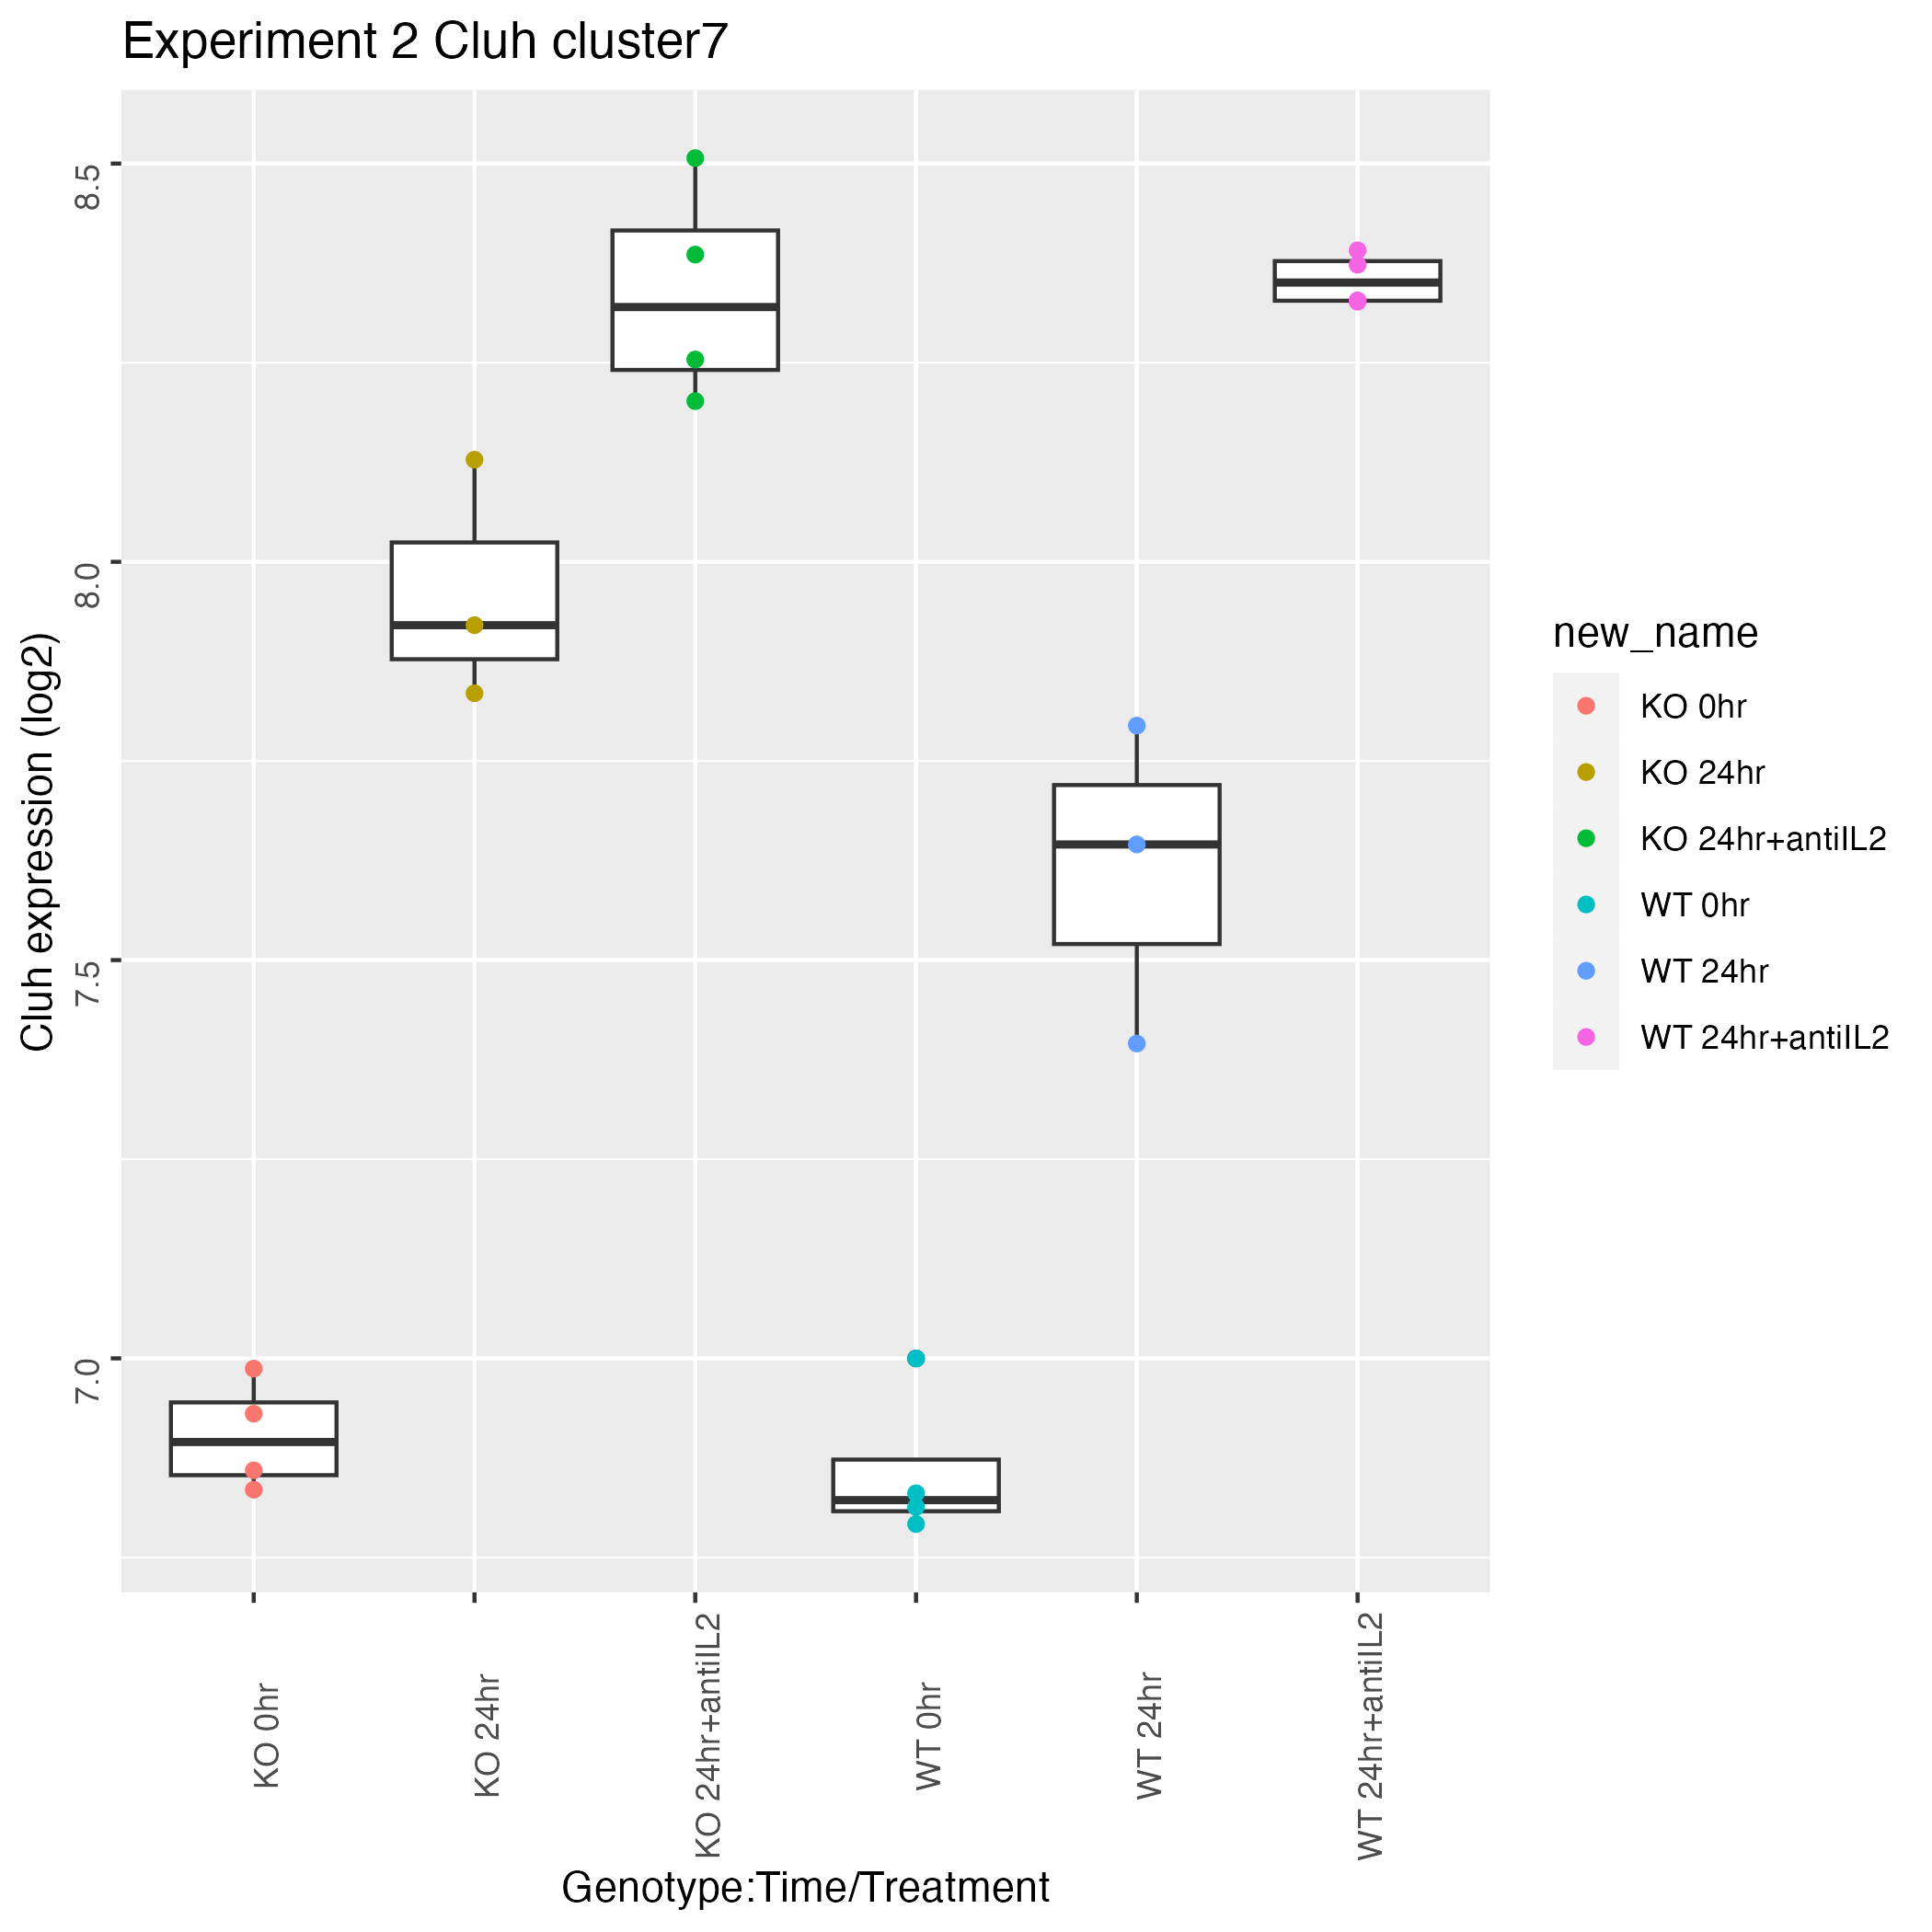 Experiment 2 Cluh cluster7
Cluh expression (log2)
8.5
8.0
7.5
7.0
KO 0hr
KO 24hr
KO 24hr+antiIL2
WT 0hr
WT 24hr
WT 24hr+antiIL2
Genotype:Time/Treatment
new_name
KO 0hr
KO 24hr
KO 24hr+antiIL2
WT 0hr
WT 24hr
WT 24hr+antiIL2